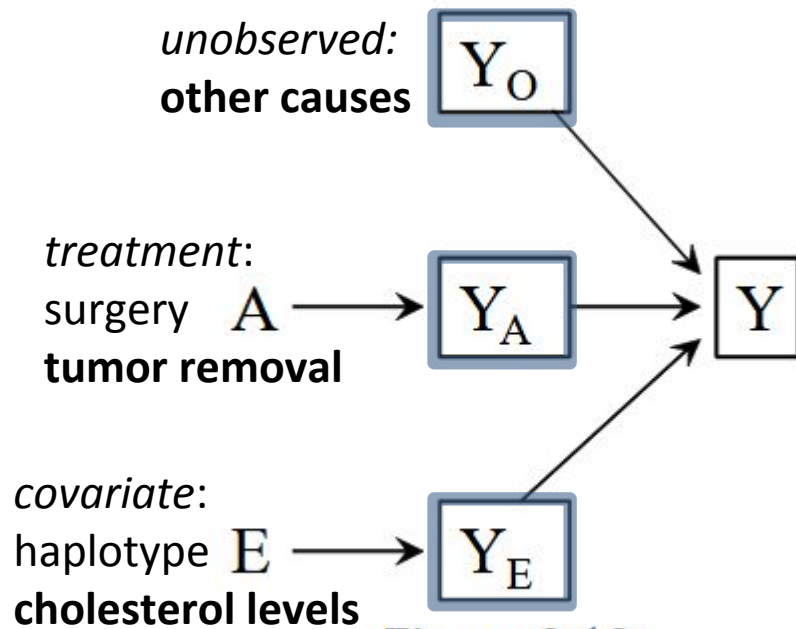 unobserved:
other causes
Y_O
treatment:
surgery A
tumor removal
Y_A
Y
covariate:
haplotype E
cholesterol levels
Y_E